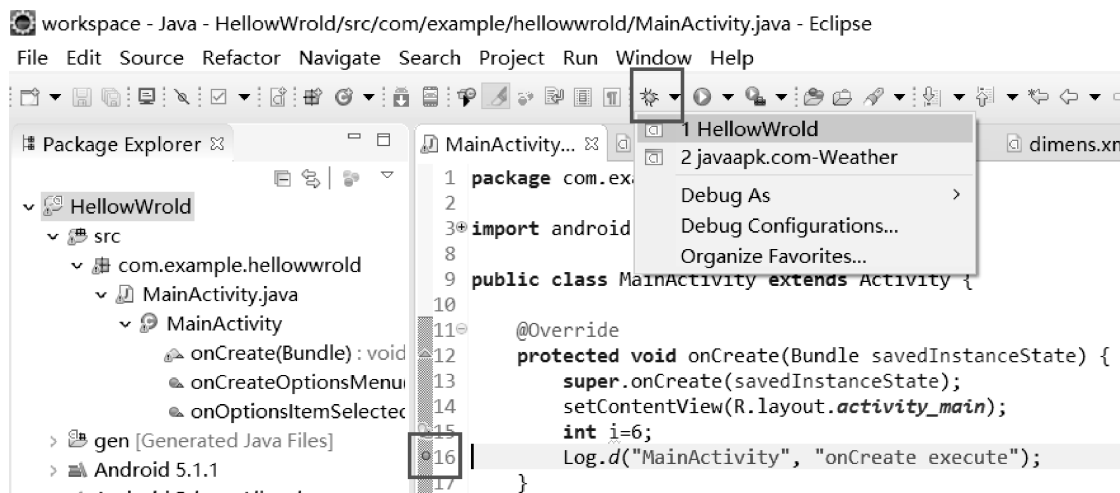 workspace - Java - HellowWrold/src/com/example/hellowwrold/MainActivity.java - Eclipse
File Edit Source Refactor Navigate Search Project Run Window Help
Package Explorer
HellowWrold
src
com.example.hellowwrold
MainActivity.java
MainActivity
onCreate(Bundle) : void
onCreateOptionsMenu(
onOptionsItemSelected
gen [Generated Java Files]
Android 5.1.1
MainActivity...
dimens.xm
1 HellowWrold
2 javaapk.com-Weather
Debug As
Debug Configurations...
Organize Favorites...
1 package com.exa
2
3 import android
8
9 public class MainActivity extends Activity {
10
11 @Override
12 protected void onCreate(Bundle savedInstanceState) {
13 super.onCreate(savedInstanceState);
14 setContentView(R.layout.activity_main);
15 int i=6;
16 Log.d("MainActivity", "onCreate execute");
17 }